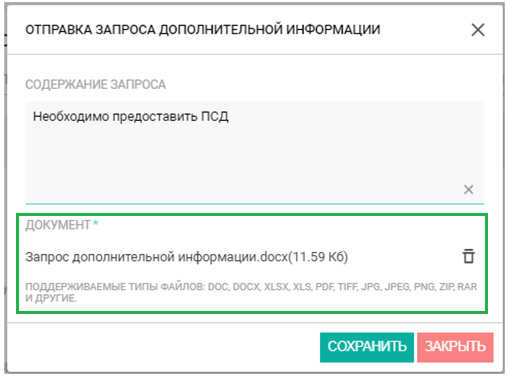 ОТПРАВКА ЗАПРОСА ДОПОЛНИТЕЛЬНОЙ ИНФОРМАЦИИ
СОДЕРЖАНИЕ ЗАПРОСА
Необходимо предоставить ПСД
ДОКУМЕНТ *
Запрос дополнительной информации.docx(11.59 Кб)
ПОДДЕРЖИВАЕМЫЕ ТИПЫ ФАЙЛОВ: DOC, DOCX, XLSX, XLS, PDF, TIFF, JPG, JPEG, PNG, ZIP, RAR
И ДРУГИЕ.
СОХРАНИТЬ ЗАКРЫТЬ